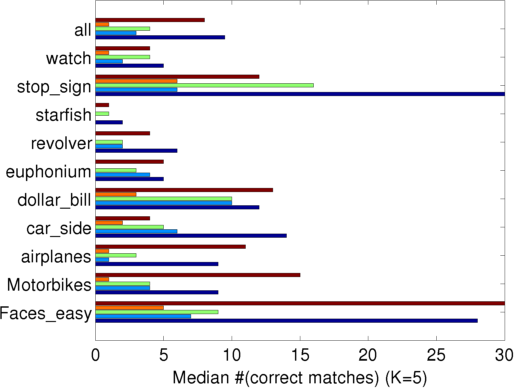 all
watch
stop_sign
starfish
revolver
euphonium
dollar_bill
car_side
airplanes
Motorbikes
Faces_easy
0 5 10 15 20 25 30
Median #(correct matches) (K=5)